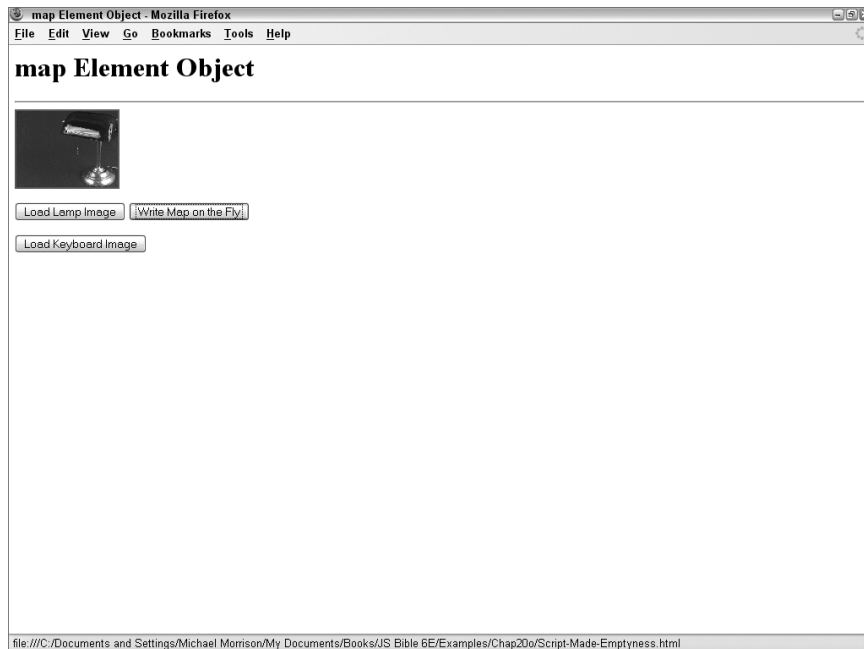 map Element Object - Mozilla Firefox
File Edit View Go Bookmarks Tools Help
map Element Object
Load Lamp Image Write Map on the Fly
Load Keyboard Image
file:///C:/Documents and Settings/Michael Morrison/My Documents/Books/JS Bible 6E/Examples/Chap20o/Script-Made-Emptyness.html